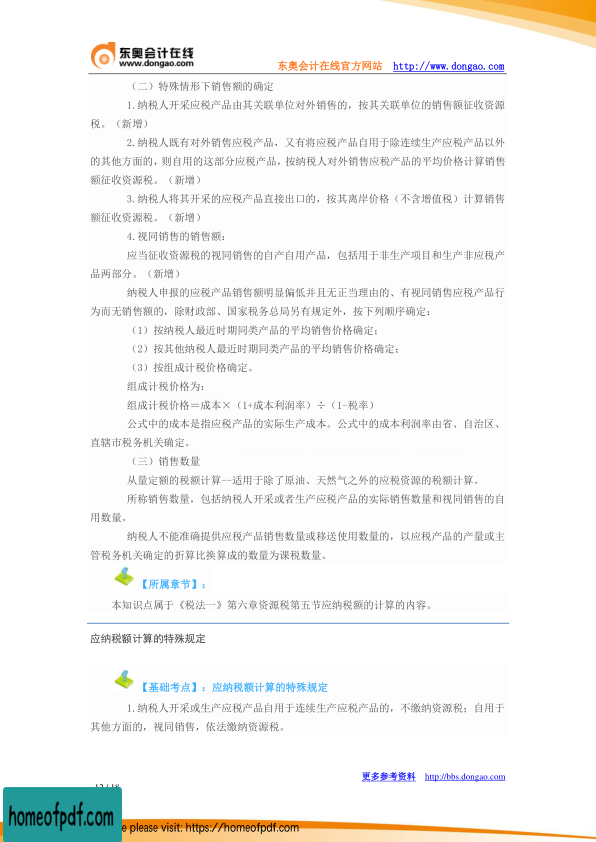 东奥会计在线
www.dongao.com
东奥会计在线官方网站 http://www.dongao.com
（二）特殊情形下销售额的确定
1.纳税人开采应税产品由其关联单位对外销售的，按其关联单位的销售额征收资源
税。（新增）
2.纳税人既有对外销售应税产品，又有将应税产品自用于除连续生产应税产品以外
的其他方面的，则自用的这部分应税产品，按纳税人对外销售应税产品的平均价格计算销售
额征收资源税。（新增）
3.纳税人将其开采的应税产品直接出口的，按其离岸价格（不含增值税）计算销售
额征收资源税。（新增）
4.视同销售的销售额：
应当征收资源税的视同销售的自产自用产品，包括用于非生产项目和生产非应税产
品两部分。（新增）
纳税人申报的应税产品销售额明显偏低并且无正当理由的、有视同销售应税产品行
为而无销售额的，除财政部、国家税务总局另有规定外，按下列顺序确定：
（1）按纳税人最近时期同类产品的平均销售价格确定；
（2）按其他纳税人最近时期同类产品的平均销售价格确定；
（3）按组成计税价格确定。
组成计税价格为：
组成计税价格＝成本×（1+成本利润率）÷（1-税率）
公式中的成本是指应税产品的实际生产成本。公式中的成本利润率由省、自治区、
直辖市税务机关确定。
（三）销售数量
从量定额的税额计算--适用于除了原油、天然气之外的应税资源的税额计算。
所称销售数量，包括纳税人开采或者生产应税产品的实际销售数量和视同销售的自
用数量。
纳税人不能准确提供应税产品销售数量或移送使用数量的，以应税产品的产量或主
管税务机关确定的折算比换算成的数量为课税数量。
【所属章节】：
本知识点属于《税法一》第六章资源税第五节应纳税额的计算的内容。
应纳税额计算的特殊规定
【基础考点】：应纳税额计算的特殊规定
1.纳税人开采或生产应税产品自用于连续生产应税产品的，不缴纳资源税；自用于
其他方面的，视同销售，依法缴纳资源税。
更多参考资料 http://bbs.dongao.com
12 / 18
homeofpdf.com
e please visit: https://homeofpdf.com